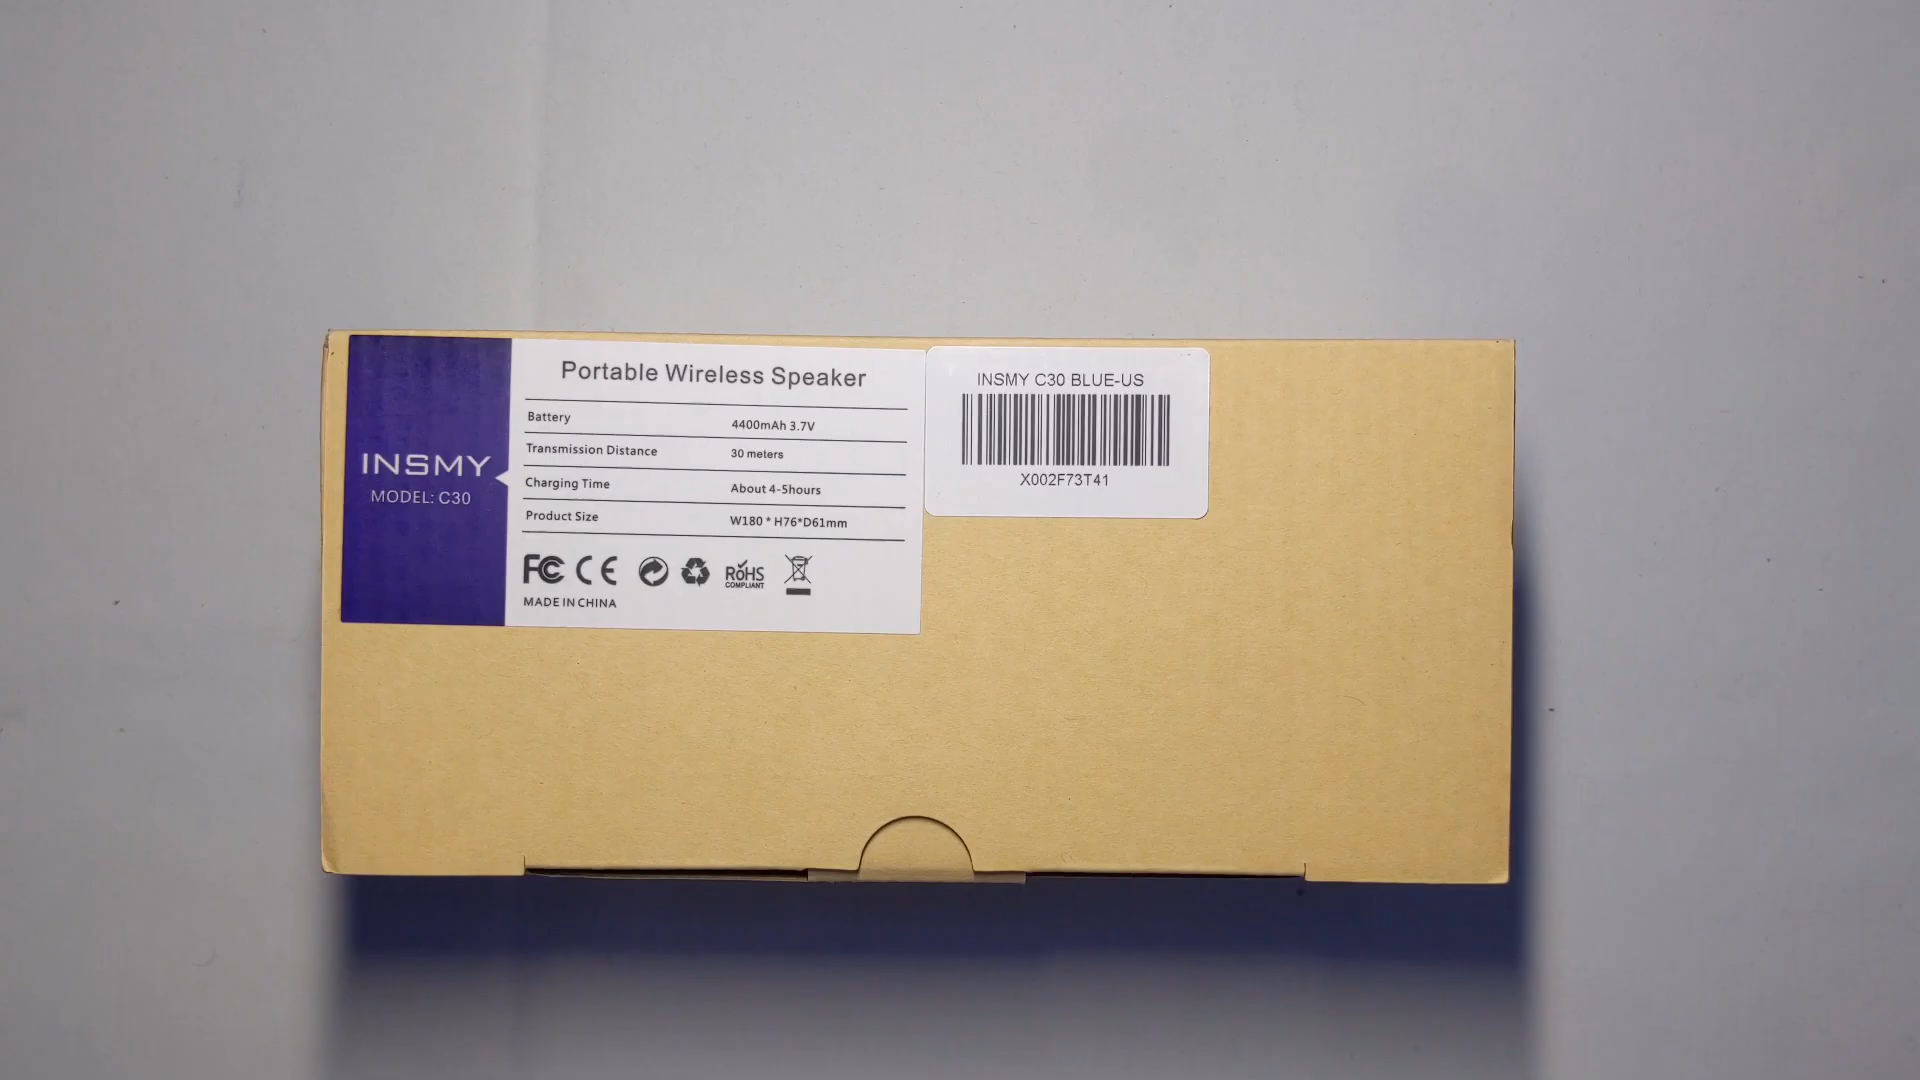 INSMY
MODEL: C30
Portable Wireless Speaker
Battery 4400mAh 3.7V
Transmission Distance 30 meters
Charging Time About 4-5hours
Product Size W180 * H76*D61mm
FC CE RoHS
COMPLIANT
MADE IN CHINA
INSMY C30 BLUE-US
X002F73T41